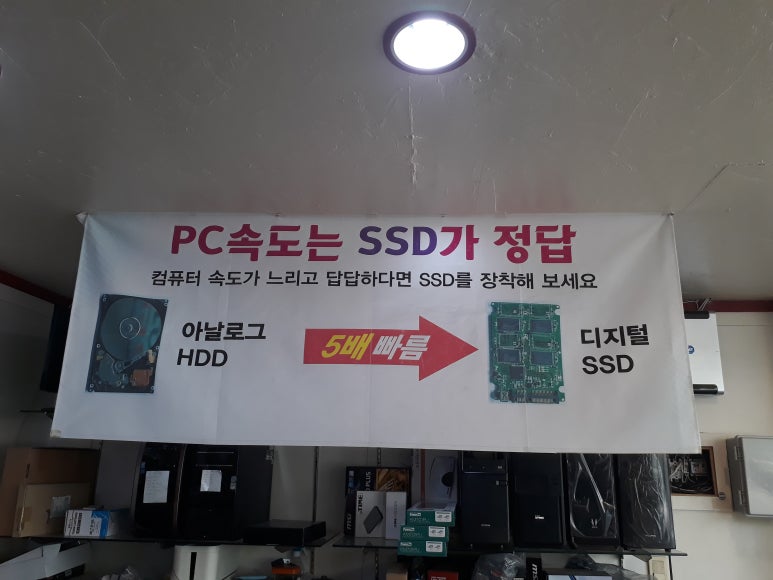 PC속도는 SSD가 정답
컴퓨터 속도가 느리고 답답하다면 SSD를 장착해 보세요
아날로그
HDD
5배 빠름
디지털
SSD